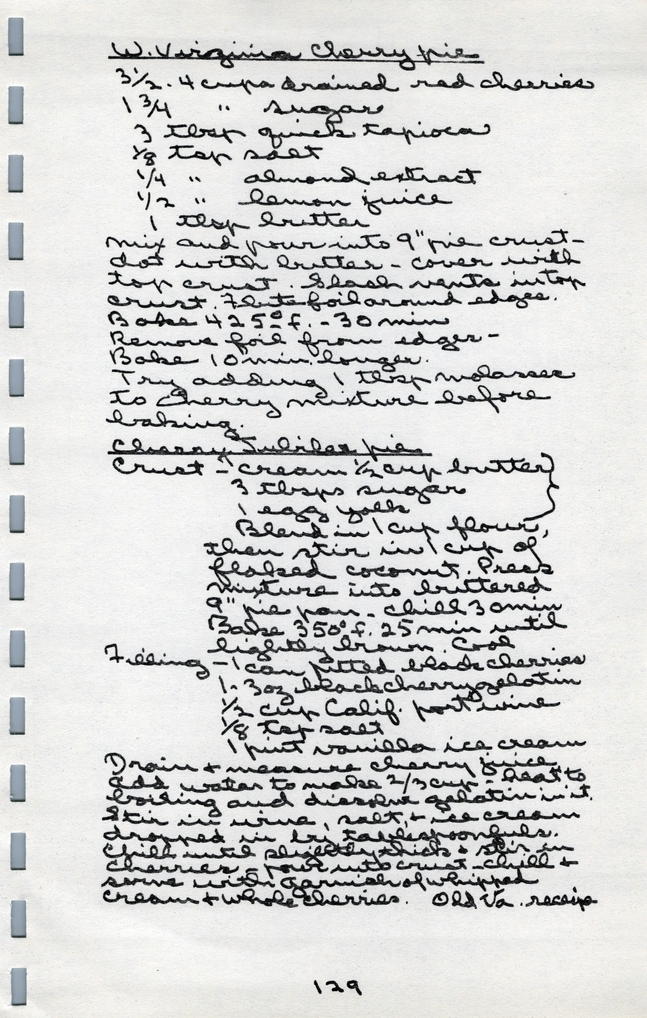 W. Virginia Cherry pie
3 1/2 - 4 cups drained red cherries
1 3/4 " sugar
3 tbsp quick tapioca
1/8 tsp salt
1/4 " almond extract
1/2 " lemon juice
1 tbsp butter
Mix and pour into 9" pie crust -
dot with butter - cover with
top crust. Slash vents in top
crust. Flute foil around edges.
Bake 425° f. - 30 min
Remove foil from edges -
Bake 10 min. longer.
Try adding 1 tbsp molasses
to Cherry mixture before
baking.
Cherry Jubilee pie
Crust - cream 1/2 cup butter
3 tbsps sugar
1 egg yolk
Blend in 1 cup flour,
then stir in 1 cup of
flaked coconut. Press
mixture into buttered
9" pie pan - chill 30 min
Bake 350° f. 25 min until
lightly brown. Cool
Filling - 1 can pitted black cherries
1 - 3 oz black cherry gelatin
1/2 cup Calif. port wine
1/8 tsp salt
1 pint vanilla ice cream
Drain + measure cherry juice
add water to make 2/3 cup - heat to
boiling and dissolve gelatin in it.
Stir in wine, salt, + ice cream
dropped in by tablespoonfuls.
Chill until slightly thick + stir in
cherries, pour into crust - chill +
serve with garnish of whipped
cream + whole cherries. Old Va. receipe
129